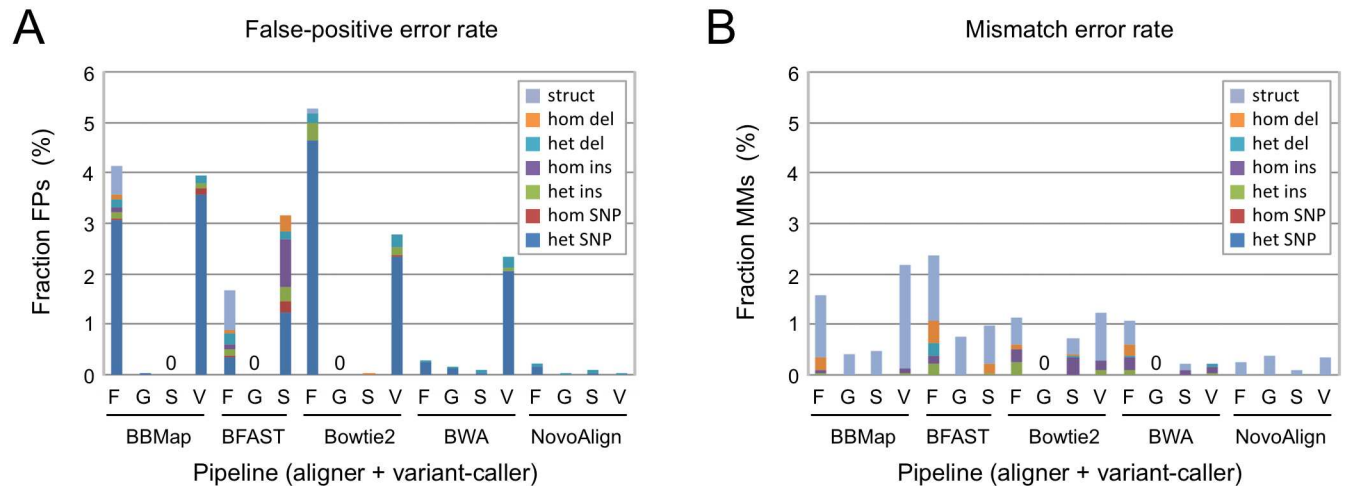 A
False-positive error rate
Fraction FPs (%)
6
5
4
3
2
1
0
struct
hom del
het del
hom ins
het ins
hom SNP
het SNP
0
0
0
F G S V F G S F G S V F G S V F G S V
BBMap BFAST Bowtie2 BWA NovoAlign
Pipeline (aligner + variant-caller)
B
Mismatch error rate
Fraction MMs (%)
6
5
4
3
2
1
0
struct
hom del
het del
hom ins
het ins
hom SNP
het SNP
0
0
F G S V F G S F G S V F G S V F G S V
BBMap BFAST Bowtie2 BWA NovoAlign
Pipeline (aligner + variant-caller)